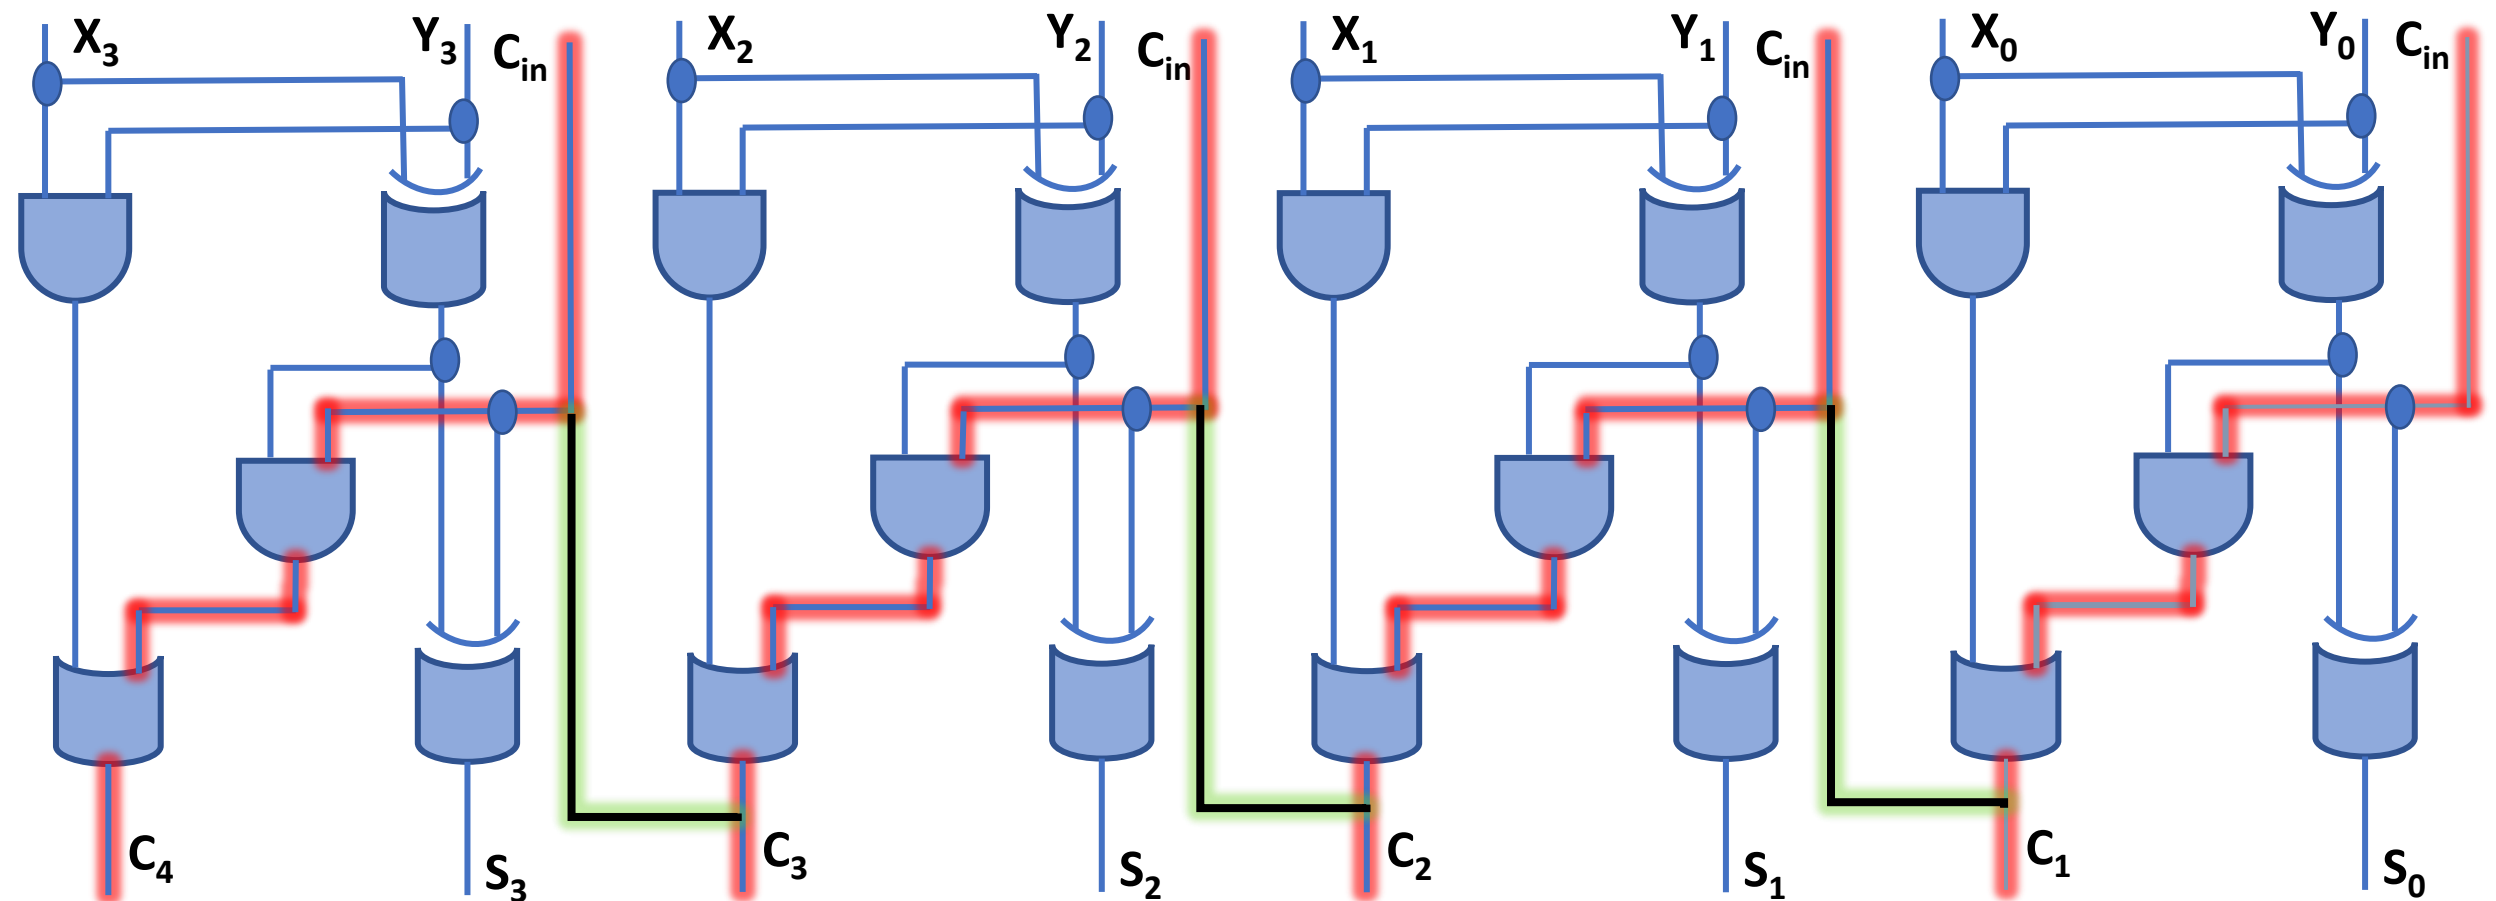 X3 Y3 Cin X2 Y2 Cin X1 Y1 Cin X0 Y0 Cin
C4 S3 C3 S2 C2 S1 C1 S0